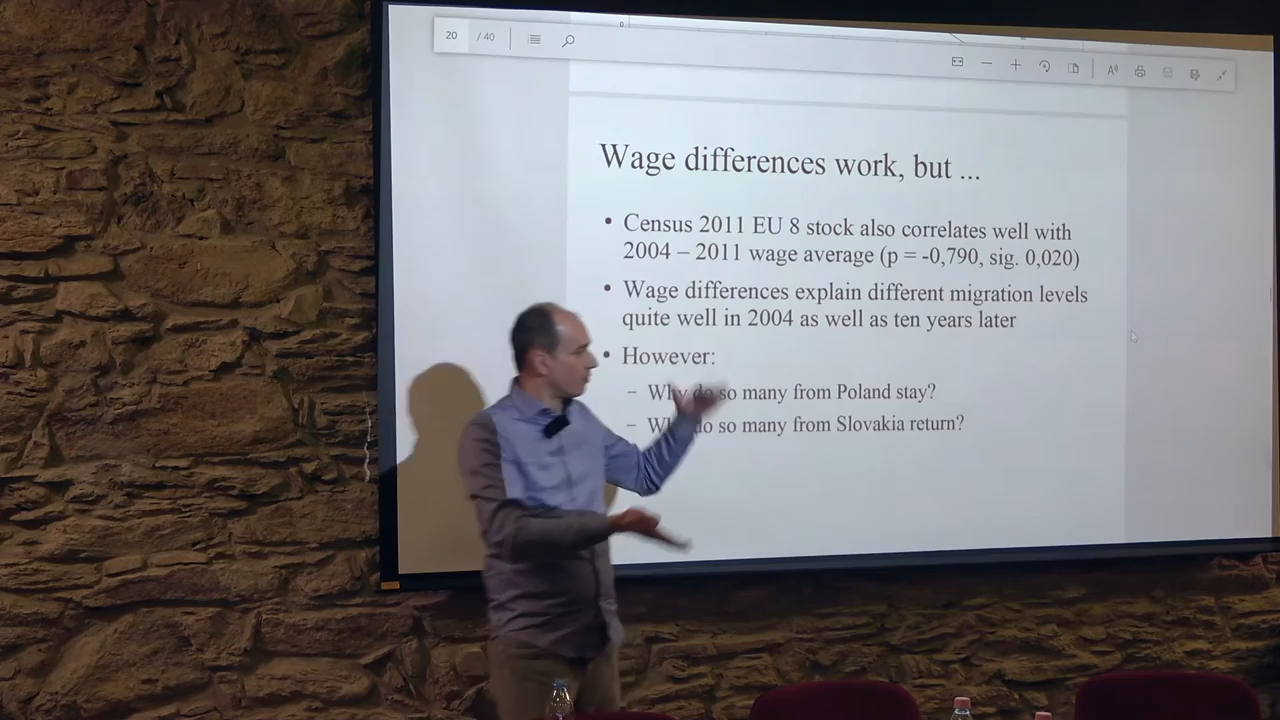 20 / 40
Wage differences work, but ...
• Census 2011 EU 8 stock also correlates well with
2004 – 2011 wage average (p = -0,790, sig. 0,020)
• Wage differences explain different migration levels
quite well in 2004 as well as ten years later
• However:
– Why do so many from Poland stay?
– Why do so many from Slovakia return?